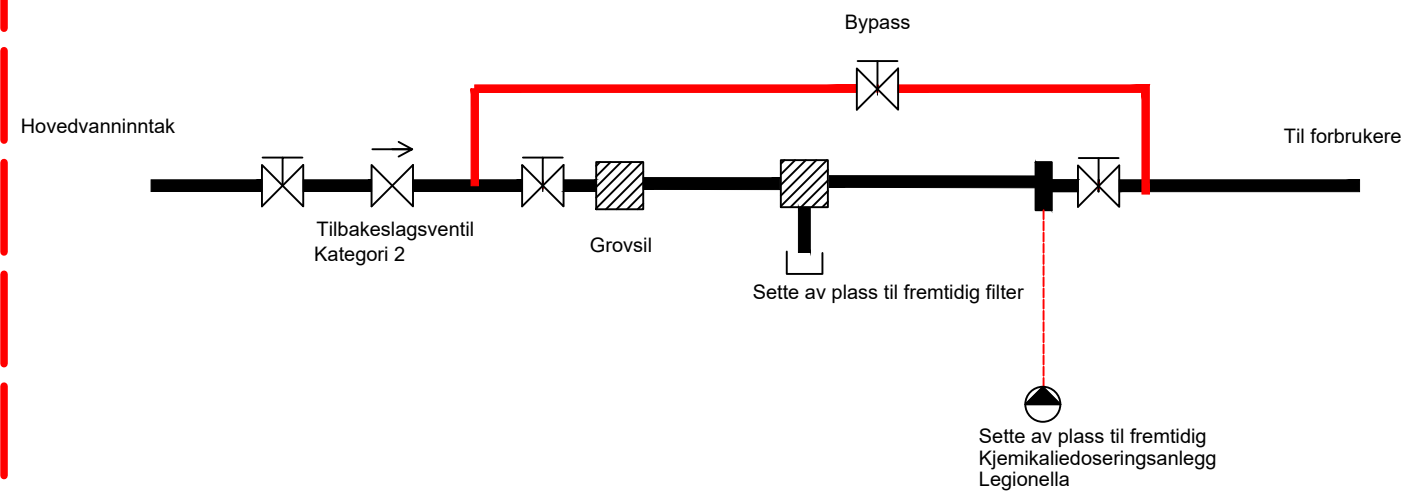 Bypass
Hovedvanninntak
Til forbrukere
Tilbakeslagsventil
Kategori 2
Grovsil
Sette av plass til fremtidig filter
Sette av plass til fremtidig
Kjemikaliedoseringsanlegg
Legionella